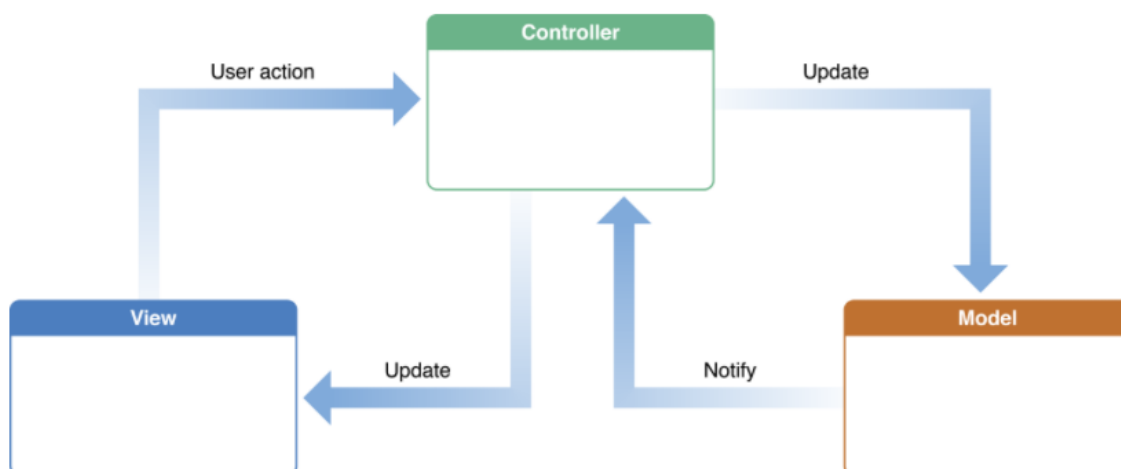 Controller
User action
Update
View
Model
Update
Notify